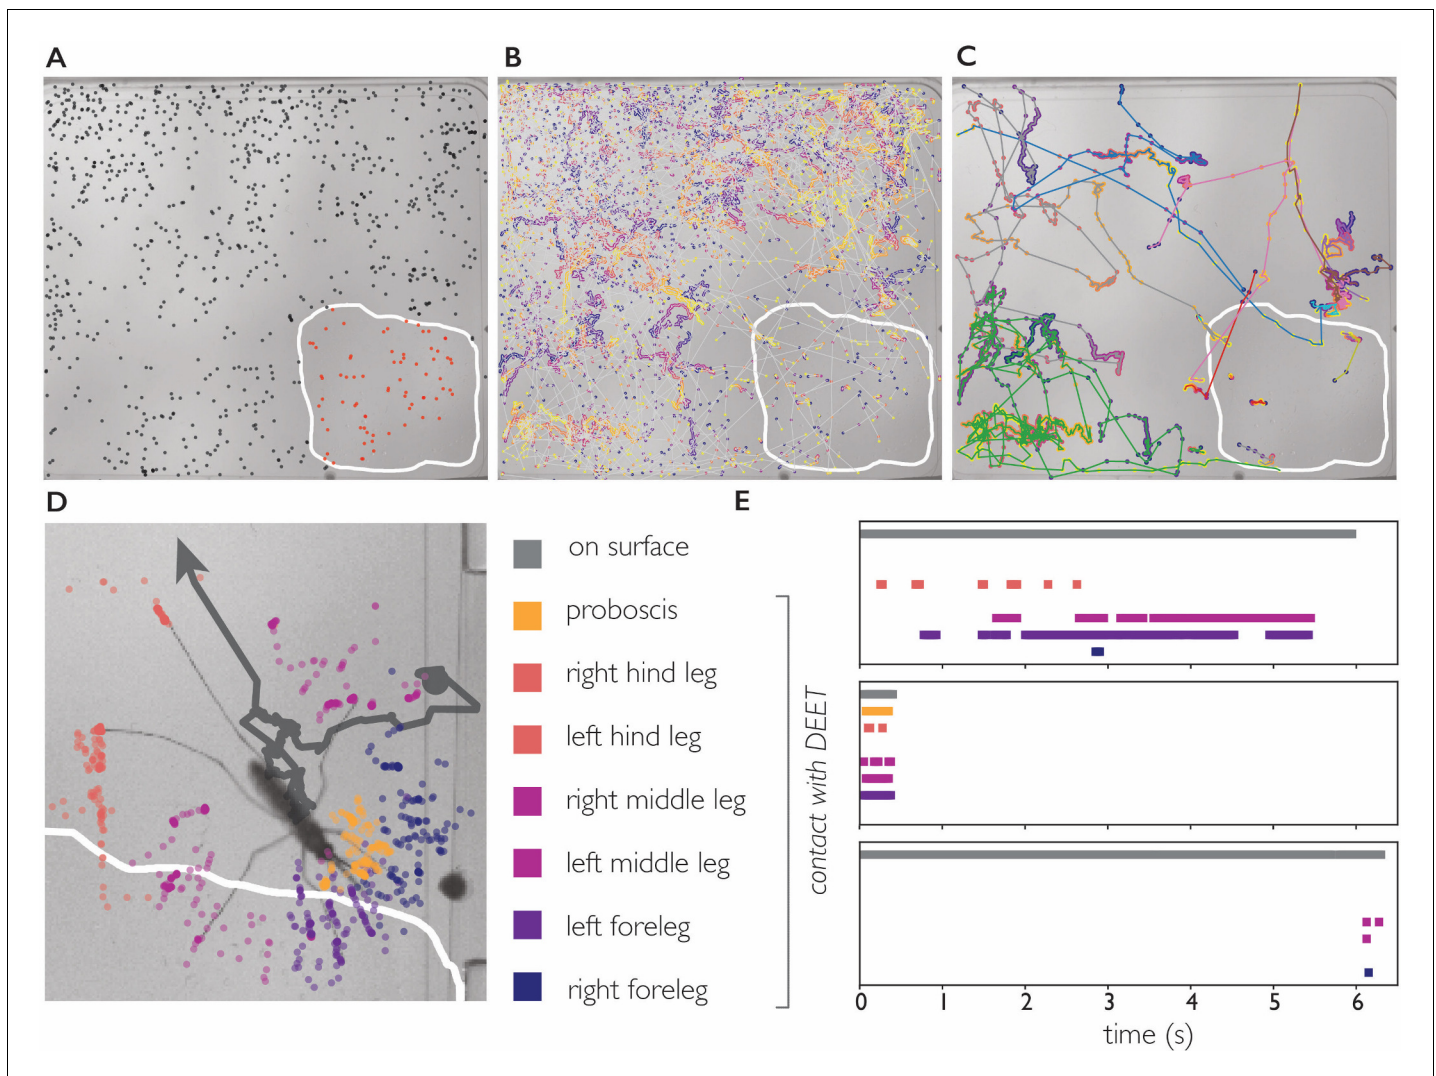 A
B
C
D
E
on surface
proboscis
right hind leg
left hind leg
right middle leg
left middle leg
left foreleg
right foreleg
contact with DEET
0 1 2 3 4 5 6
time (s)